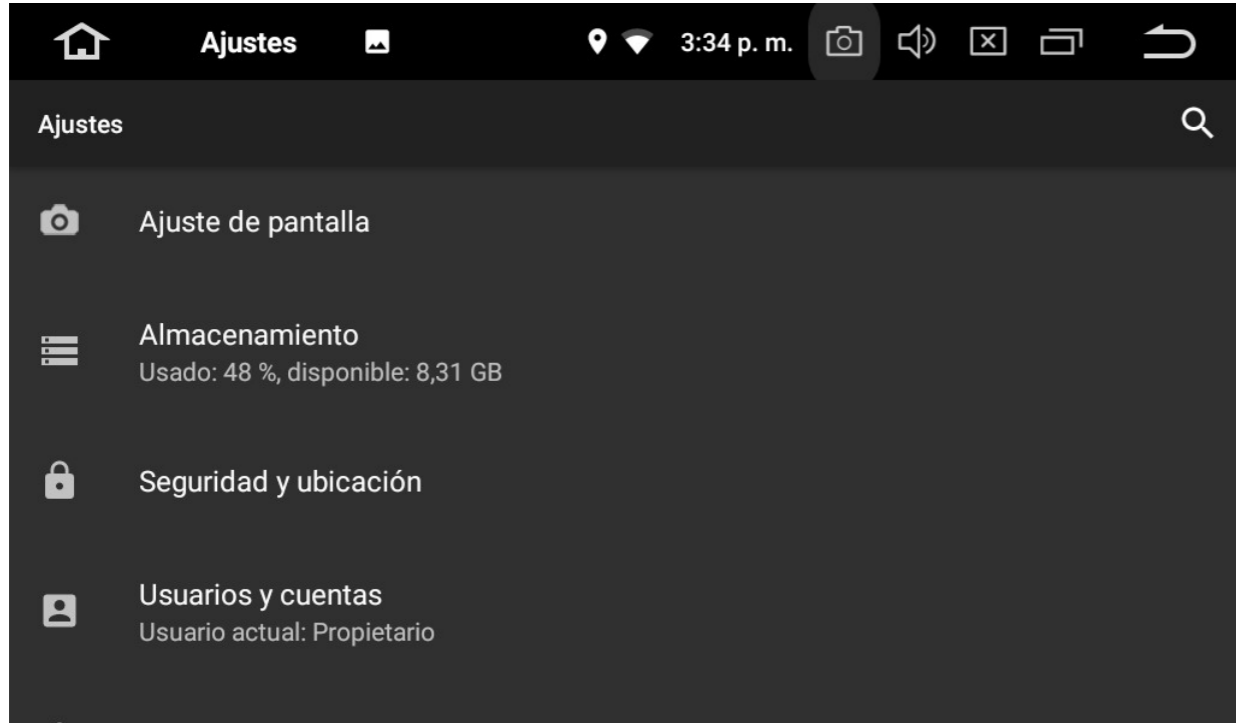 Ajustes
3:34 p. m.
Ajustes
Ajuste de pantalla
Almacenamiento
Usado: 48 %, disponible: 8,31 GB
Seguridad y ubicación
Usuarios y cuentas
Usuario actual: Propietario